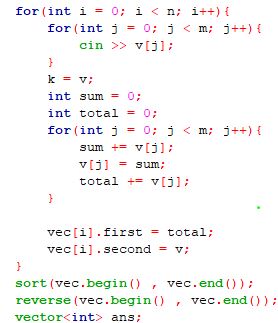 for(int i = 0; i < n; i++){
for(int j = 0; j < m; j++){
cin >> v[j];
}
k = v;
int sum = 0;
int total = 0;
for(int j = 0; j < m; j++){
sum += v[j];
v[j] = sum;
total += v[j];
}
vec[i].first = total;
vec[i].second = v;
}
sort(vec.begin() , vec.end());
reverse(vec.begin() , vec.end());
vector<int> ans;